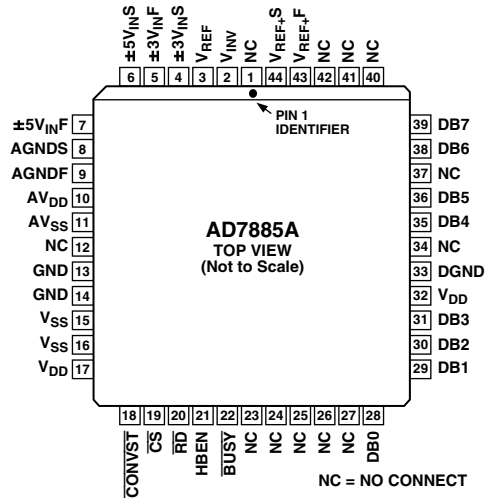 ±5VINS ±3VINF ±3VINS VREF VINV NC VREF+S VREF+F NC NC NC
6 5 4 3 2 1 44 43 42 41 40
PIN 1
IDENTIFIER
±5VINF 7
AGNDS 8
AGNDF 9
AVDD 10
AVSS 11
NC 12
GND 13
GND 14
VSS 15
VSS 16
VDD 17
AD7885A
TOP VIEW
(Not to Scale)
39 DB7
38 DB6
37 NC
36 DB5
35 DB4
34 NC
33 DGND
32 VDD
31 DB3
30 DB2
29 DB1
18 19 20 21 22 23 24 25 26 27 28
CONVST CS RD HBEN BUSY NC NC NC NC NC DB0
NC = NO CONNECT